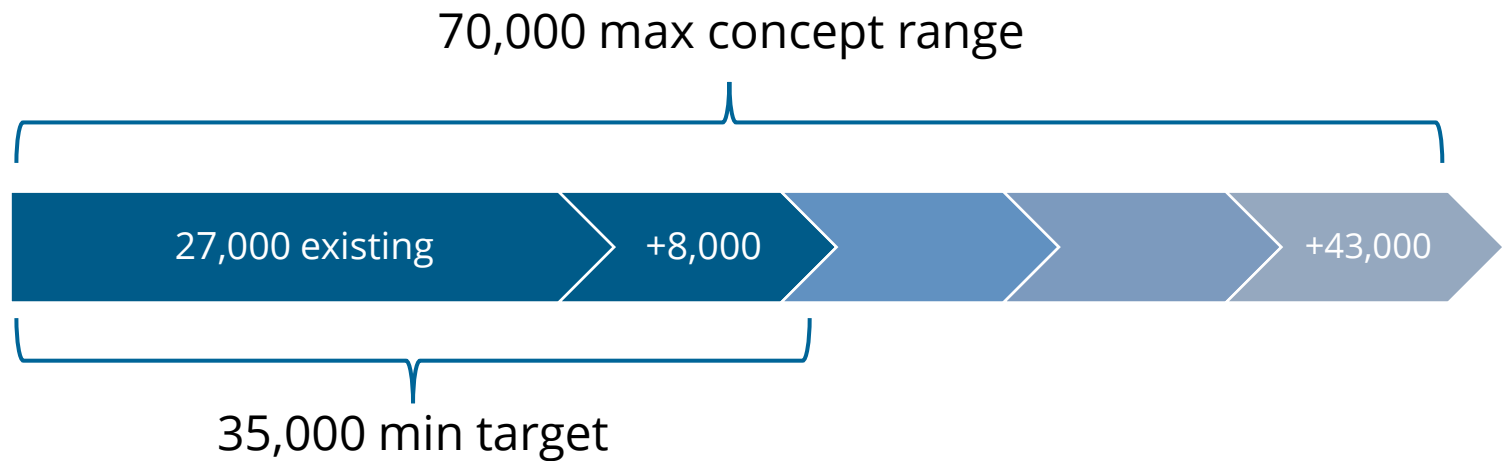 70,000 max concept range
27,000 existing
+8,000
+43,000
35,000 min target